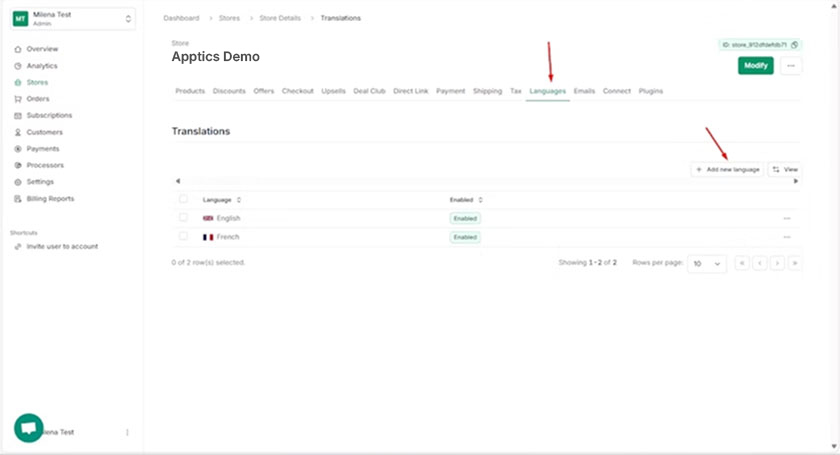 MT
Milena Test
Admin
Overview
Analytics
Stores
Orders
Subscriptions
Customers
Payments
Processors
Settings
Billing Reports
Shortcuts
Invite user to account
Test
Dashboard > Stores > Store Details > Translations
Store
Apptics Demo
Modify
Products Discounts Offers Checkout Upsells Deal Club Direct Link Payment Shipping Tax Languages Emails Connect Plugins
Translations
+ Add new language
View
Language
Enabled
English
Enabled
French
Enabled
0 of 2 row(s) selected.
Showing 1-2 of 2
Rows per page:
10